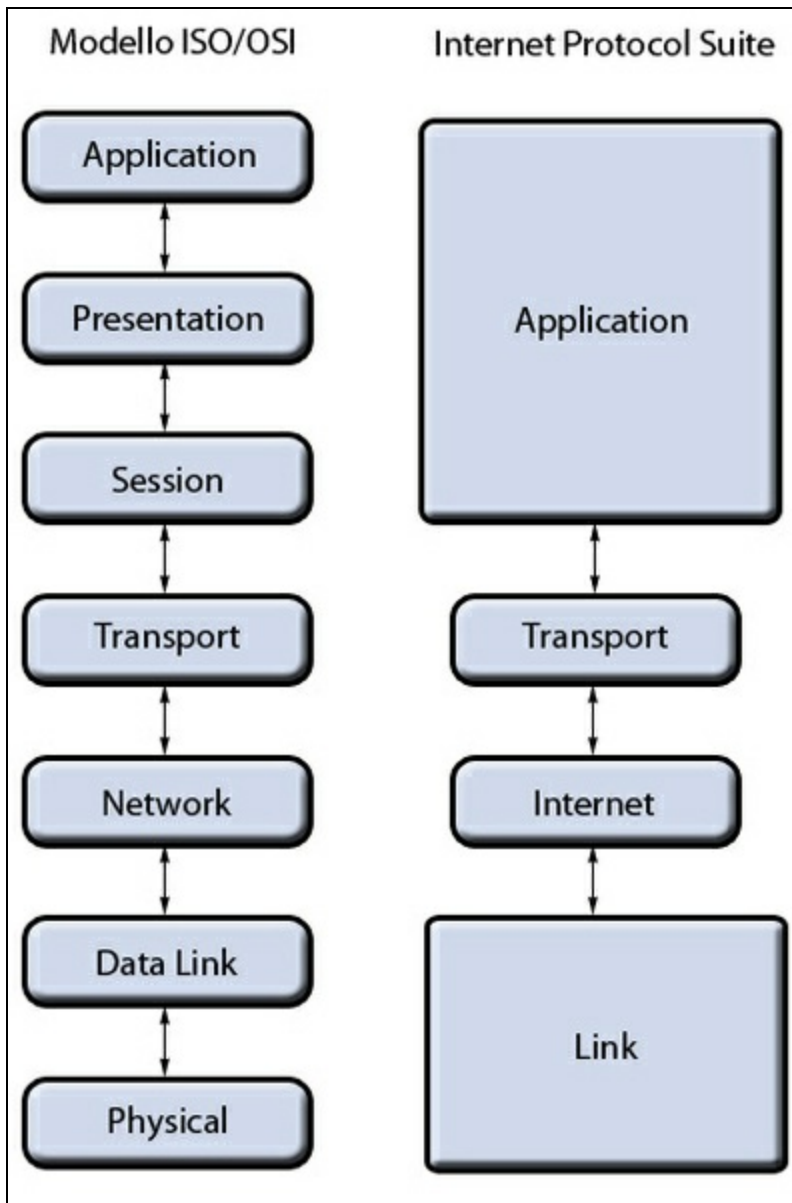 Modello ISO/OSI
Internet Protocol Suite
Application
Presentation
Session
Transport
Network
Data Link
Physical
Application
Transport
Internet
Link